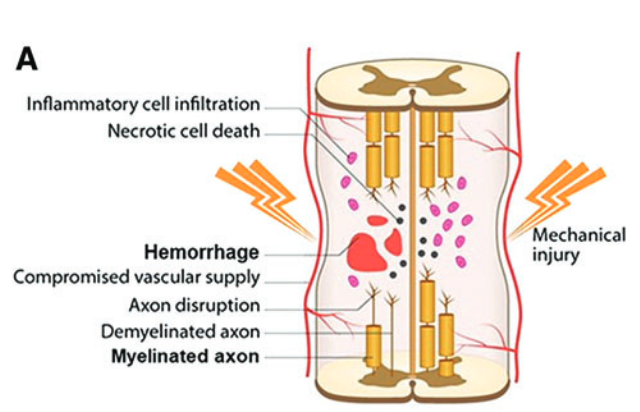 A
Inflammatory cell infiltration
Necrotic cell death
Hemorrhage
Compromised vascular supply
Axon disruption
Demyelinated axon
Myelinated axon
Mechanical
injury